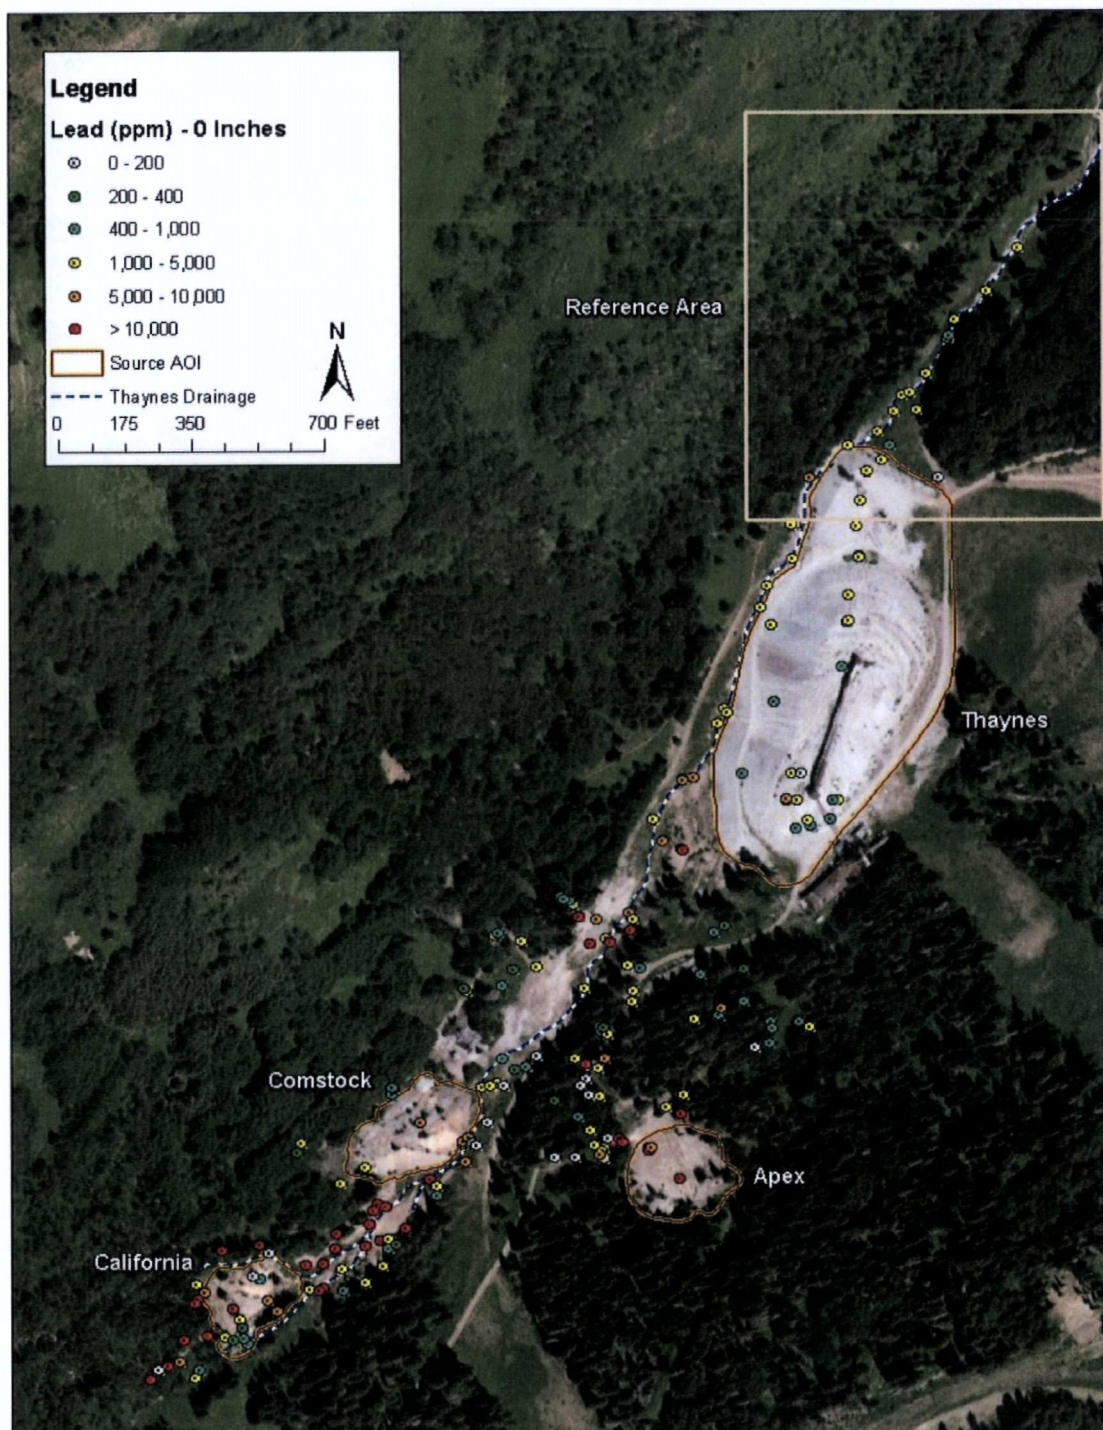 Legend
Lead (ppm) - 0 Inches
0 - 200
200 - 400
400 - 1,000
1,000 - 5,000
5,000 - 10,000
> 10,000
Source AOI
Thaynes Drainage
N
0 175 350 700 Feet
Reference Area
Thaynes
Comstock
Apex
California